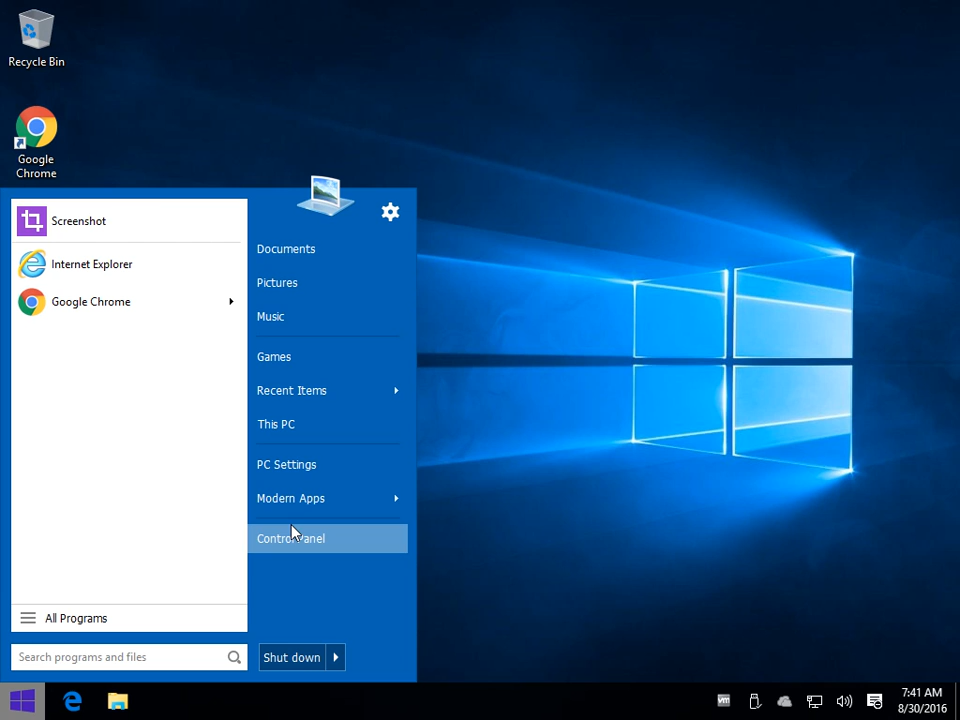 Recycle Bin
Google
Chrome
Screenshot
Internet Explorer
Google Chrome
All Programs
Search programs and files
Documents
Pictures
Music
Games
Recent Items
This PC
PC Settings
Modern Apps
Control Panel
Shut down
vm
7:41 AM
8/30/2016